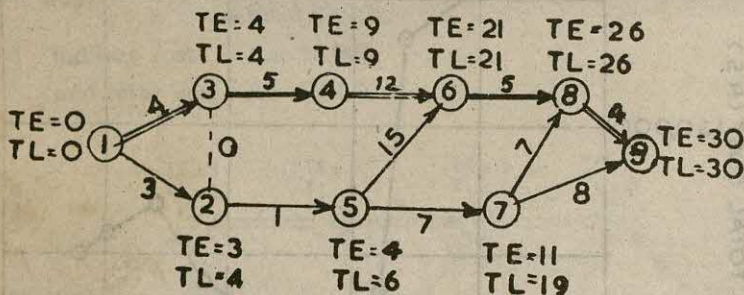 TE=4 TE=9 TE=21 TE=26
TL=4 TL=9 TL=21 TL=26
3 5 4 12 6 5 8
4 4
TE=0 1 0 15 7 9 TE=30
TL=0 TL=30
3 8
2 1 5 7 7
TE=3 TE=4 TE=11
TL=4 TL=6 TL=19
TOTAL